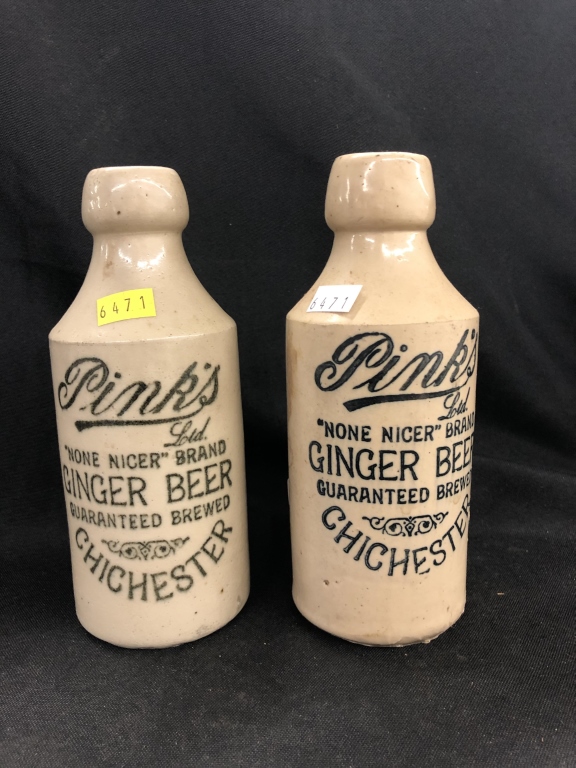 6471
Pink's
Ltd.
"NONE NICER" BRAND
GINGER BEER
GUARANTEED BREWED
CHICHESTER
6471
Pink's
Ltd.
"NONE NICER" BRAND
GINGER BEER
GUARANTEED BREWED
CHICHESTER